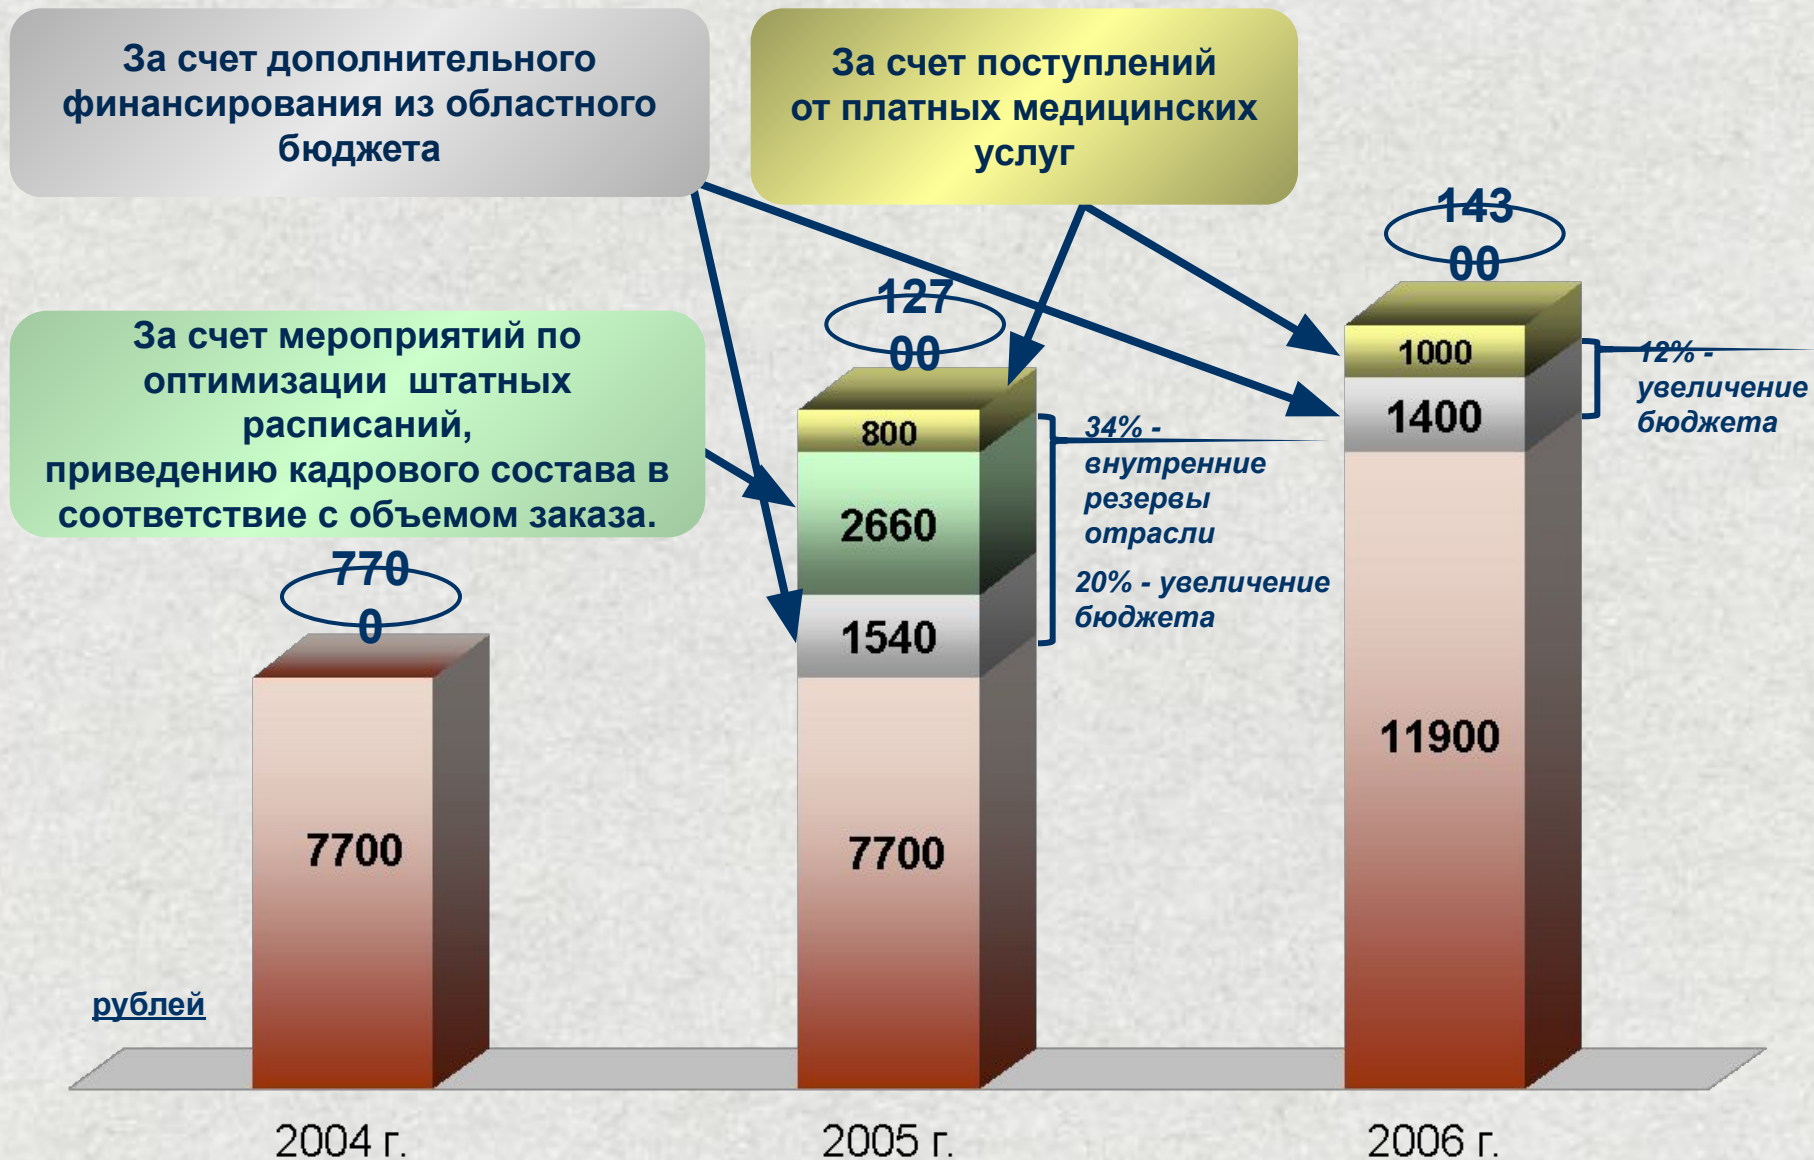 За счет дополнительного
финансирования из областного
бюджета
За счет поступлений
от платных медицинских
услуг
143
00
127
00
За счет мероприятий по
оптимизации штатных
расписаний,
приведению кадрового состава в
соответствие с объемом заказа.
770
0
1000
1400
11900
12% -
увеличение
бюджета
800
2660
1540
7700
34% -
внутренние
резервы
отрасли
20% - увеличение
бюджета
7700
рублей
2004 г.
2005 г.
2006 г.